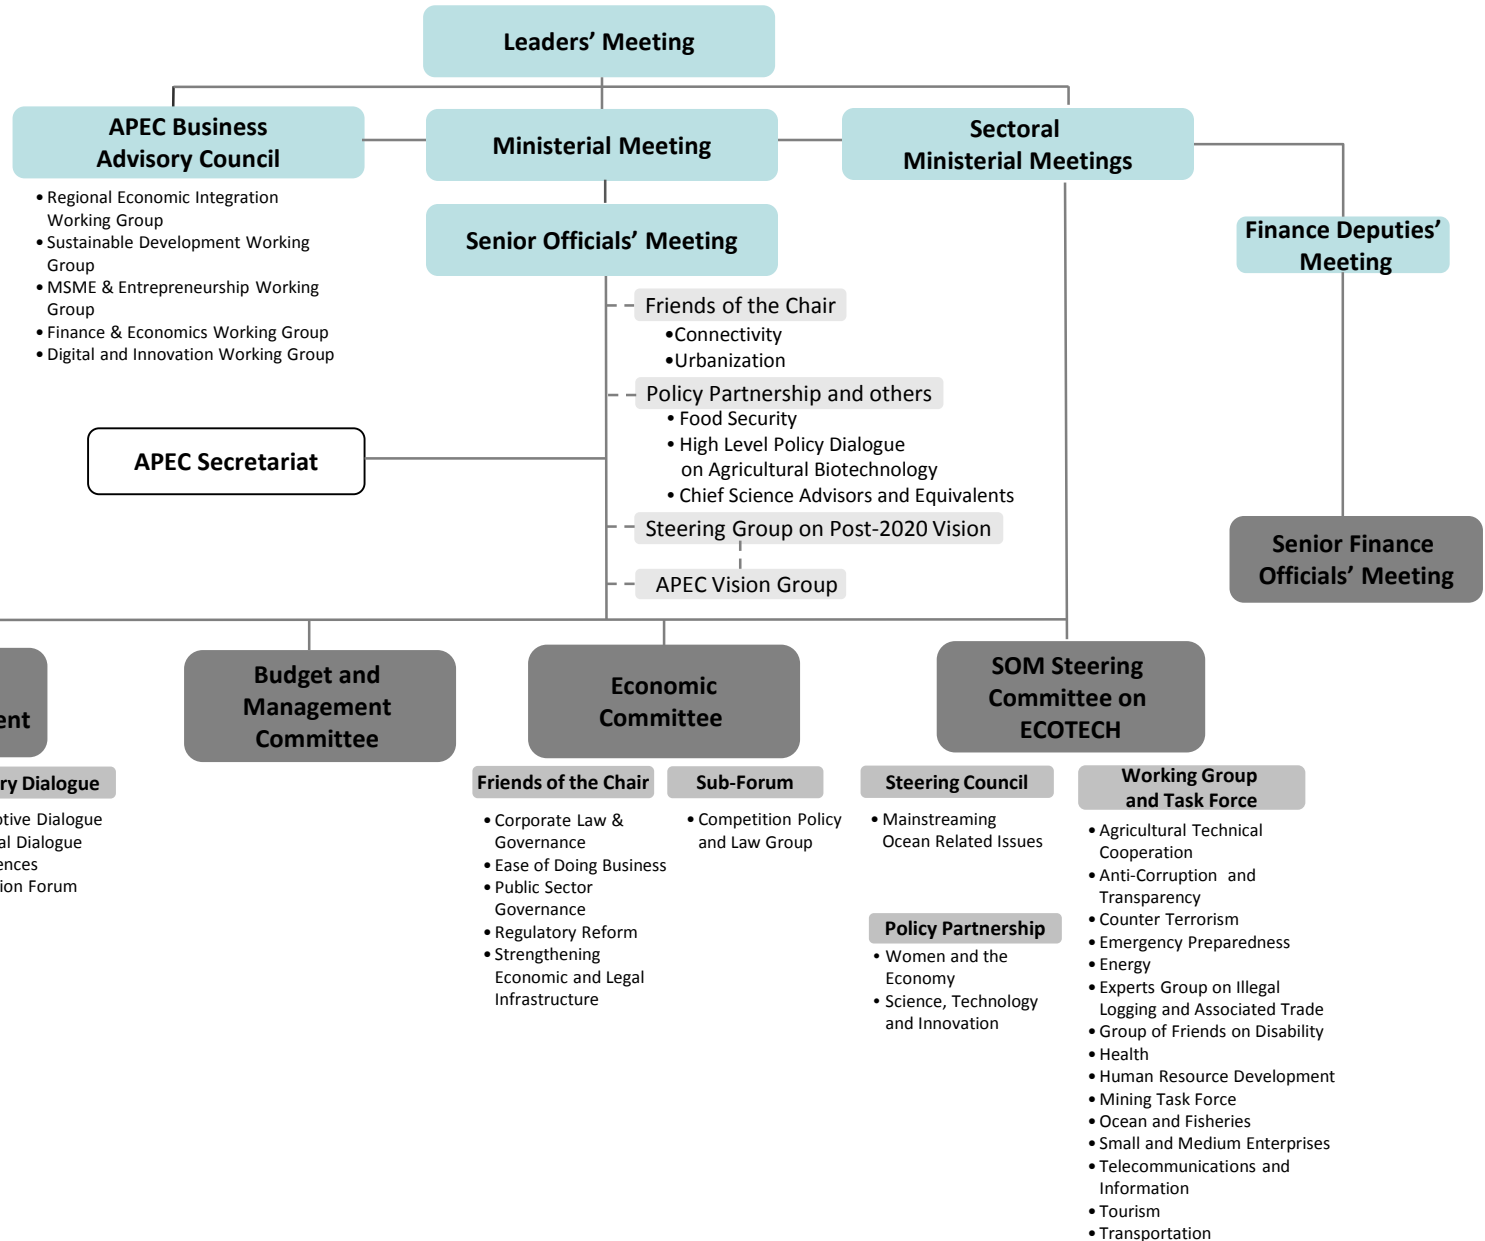 Leaders’ Meeting
APEC Business
Advisory Council
Ministerial Meeting
Sectoral
Ministerial Meetings
• Regional Economic Integration
Working Group
• Sustainable Development Working
Group
• MSME & Entrepreneurship Working
Group
• Finance & Economics Working Group
• Digital and Innovation Working Group
Senior Officials’ Meeting
Finance Deputies’
Meeting
Friends of the Chair
•Connectivity
•Urbanization
Policy Partnership and others
• Food Security
• High Level Policy Dialogue
on Agricultural Biotechnology
• Chief Science Advisors and Equivalents
APEC Secretariat
Steering Group on Post-2020 Vision
APEC Vision Group
Senior Finance
Officials’ Meeting
ent
Budget and
Management
Committee
Economic
Committee
SOM Steering
Committee on
ECOTECH
ry Dialogue
otive Dialogue
al Dialogue
ences
ion Forum
Friends of the Chair
• Corporate Law &
Governance
• Ease of Doing Business
• Public Sector
Governance
• Regulatory Reform
• Strengthening
Economic and Legal
Infrastructure
Sub-Forum
• Competition Policy
and Law Group
Steering Council
• Mainstreaming
Ocean Related Issues
Policy Partnership
• Women and the
Economy
• Science, Technology
and Innovation
Working Group
and Task Force
• Agricultural Technical
Cooperation
• Anti-Corruption and
Transparency
• Counter Terrorism
• Emergency Preparedness
• Energy
• Experts Group on Illegal
Logging and Associated Trade
• Group of Friends on Disability
• Health
• Human Resource Development
• Mining Task Force
• Ocean and Fisheries
• Small and Medium Enterprises
• Telecommunications and
Information
• Tourism
• Transportation